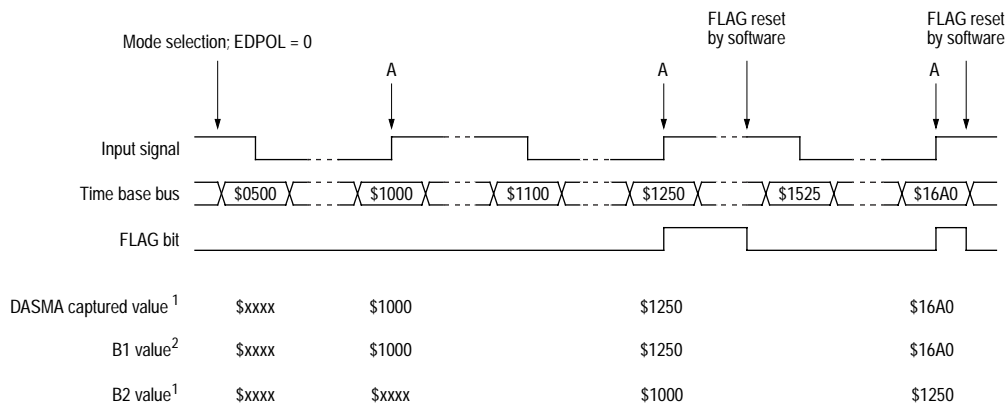 FLAG reset
by software
FLAG reset
by software
Mode selection; EDPOL = 0
A
A
A
Input signal
Time base bus $0500 $1000 $1100 $1250 $1525 $16A0
FLAG bit
DASMA captured value 1 $xxxx $1000 $1250 $16A0
B1 value2 $xxxx $1000 $1250 $16A0
B2 value1 $xxxx $xxxx $1000 $1250